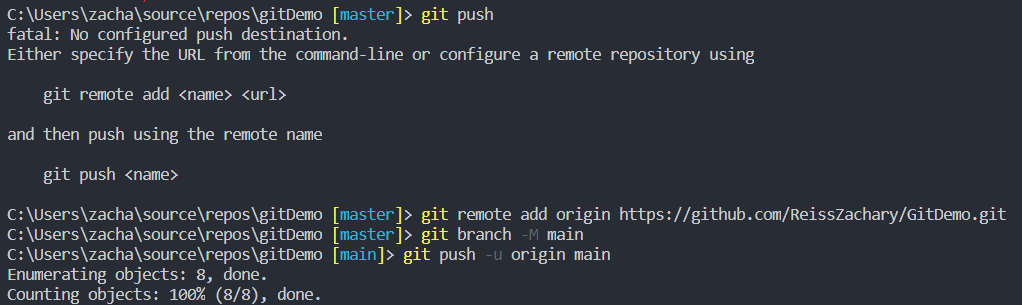 C:\Users\zacha\source\repos\gitDemo [master]> git push
fatal: No configured push destination.
Either specify the URL from the command-line or configure a remote repository using
git remote add <name> <url>
and then push using the remote name
git push <name>
C:\Users\zacha\source\repos\gitDemo [master]> git remote add origin https://github.com/ReissZachary/GitDemo.git
C:\Users\zacha\source\repos\gitDemo [master]> git branch -M main
C:\Users\zacha\source\repos\gitDemo [main]> git push -u origin main
Enumerating objects: 8, done.
Counting objects: 100% (8/8), done.